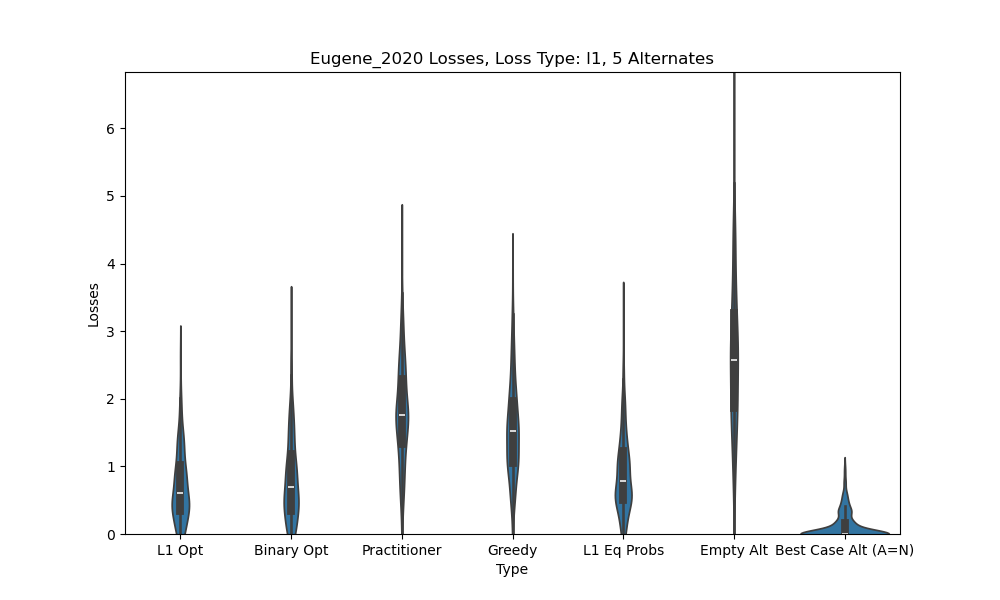 Eugene_2020 Losses, Loss Type: l1, 5 Alternates
6
5
4
3
2
1
0
Losses
L1 Opt
Binary Opt
Practitioner
Greedy
L1 Eq Probs
Empty Alt
Best Case Alt (A=N)
Type